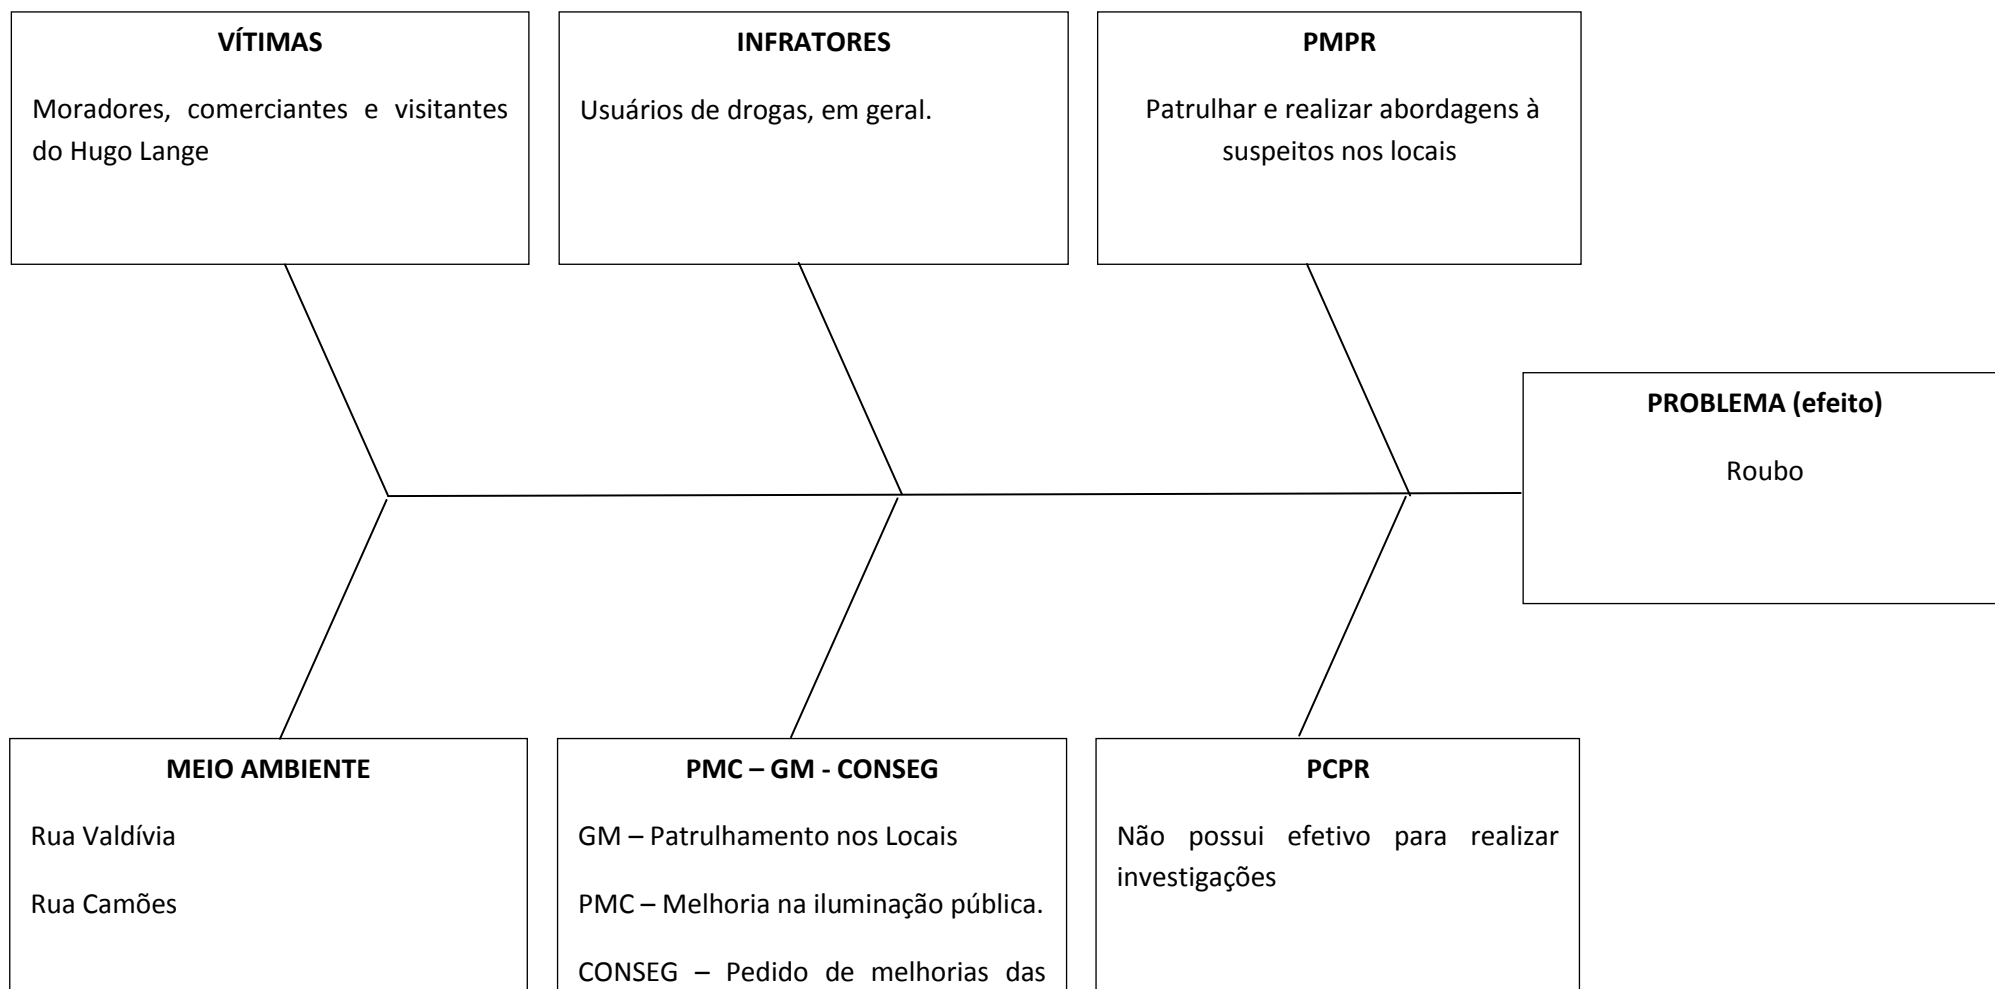 VÍTIMAS
Moradores, comerciantes e visitantes
do Hugo Lange
INFRATORES
Usuários de drogas, em geral.
PMPR
Patrulhar e realizar abordagens à
suspeitos nos locais
PROBLEMA (efeito)
Roubo
MEIO AMBIENTE
Rua Valdívia
Rua Camões
PMC – GM - CONSEG
GM – Patrulhamento nos Locais
PMC – Melhoria na iluminação pública.
CONSEG – Pedido de melhorias das
PCPR
Não possui efetivo para realizar
investigações